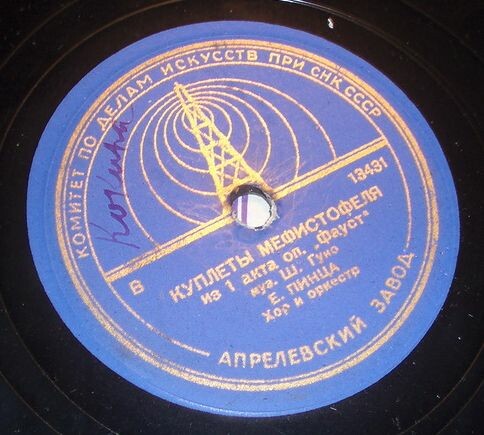 КОМИТЕТ ПО ДЕЛАМ ИСКУССТВ ПРИ СНК СССР
В
13431
КУПЛЕТЫ МЕФИСТОФЕЛЯ
из 1 акта оп. „Фауст“
муз. Ш. Гуно
Е. ПИНЦА
Хор и оркестр
АПРЕЛЕВСКИЙ ЗАВОД